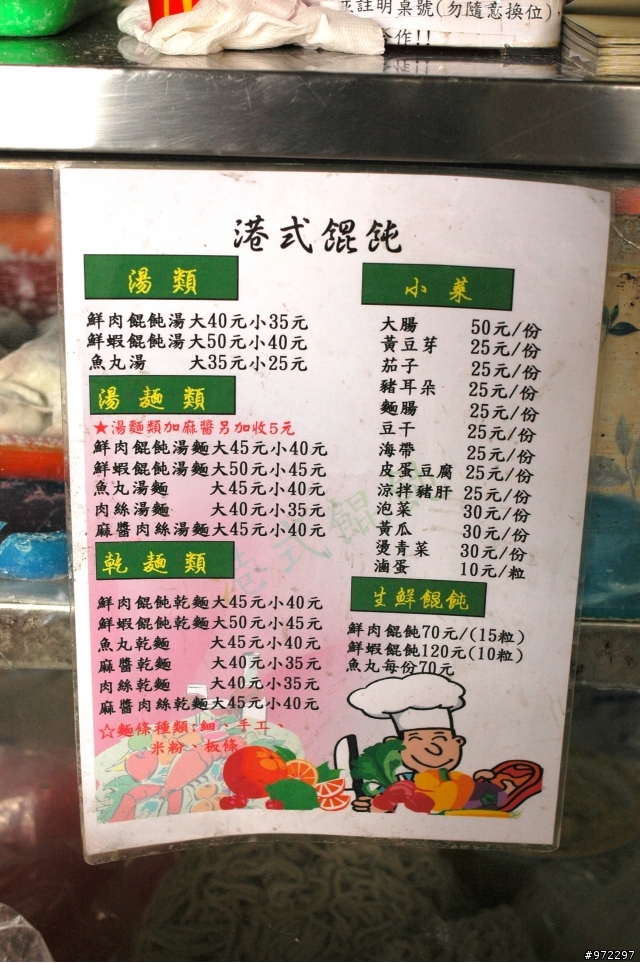 註明桌號(勿隨意換位)
作!!
港式餛飩
湯類
鮮肉餛飩湯大40元小35元
鮮蝦餛飩湯大50元小40元
魚丸湯 大35元小25元
湯麵類
★湯麵類加麻醬另加收5元
鮮肉餛飩湯麵大45元小40元
鮮蝦餛飩湯麵大50元小45元
魚丸湯麵 大45元小40元
肉絲湯麵 大40元小35元
麻醬肉絲湯麵大45元小40元
乾麵類
鮮肉餛飩乾麵大45元小40元
鮮蝦餛飩乾麵大50元小45元
魚丸乾麵 大45元小40元
麻醬乾麵 大40元小35元
肉絲乾麵 大40元小35元
麻醬肉絲乾麵大45元小40元
☆麵條種類:細、手工、
米粉、粄條
小菜
大腸 50元/份
黃豆芽 25元/份
茄子 25元/份
豬耳朵 25元/份
麵腸 25元/份
豆干 25元/份
海帶 25元/份
皮蛋豆腐 25元/份
涼拌豬肝 25元/份
泡菜 30元/份
黃瓜 30元/份
燙青菜 30元/份
滷蛋 10元/粒
生鮮餛飩
鮮肉餛飩70元/(15粒)
鮮蝦餛飩120元(10粒)
魚丸每份70元
港式餛
#972297